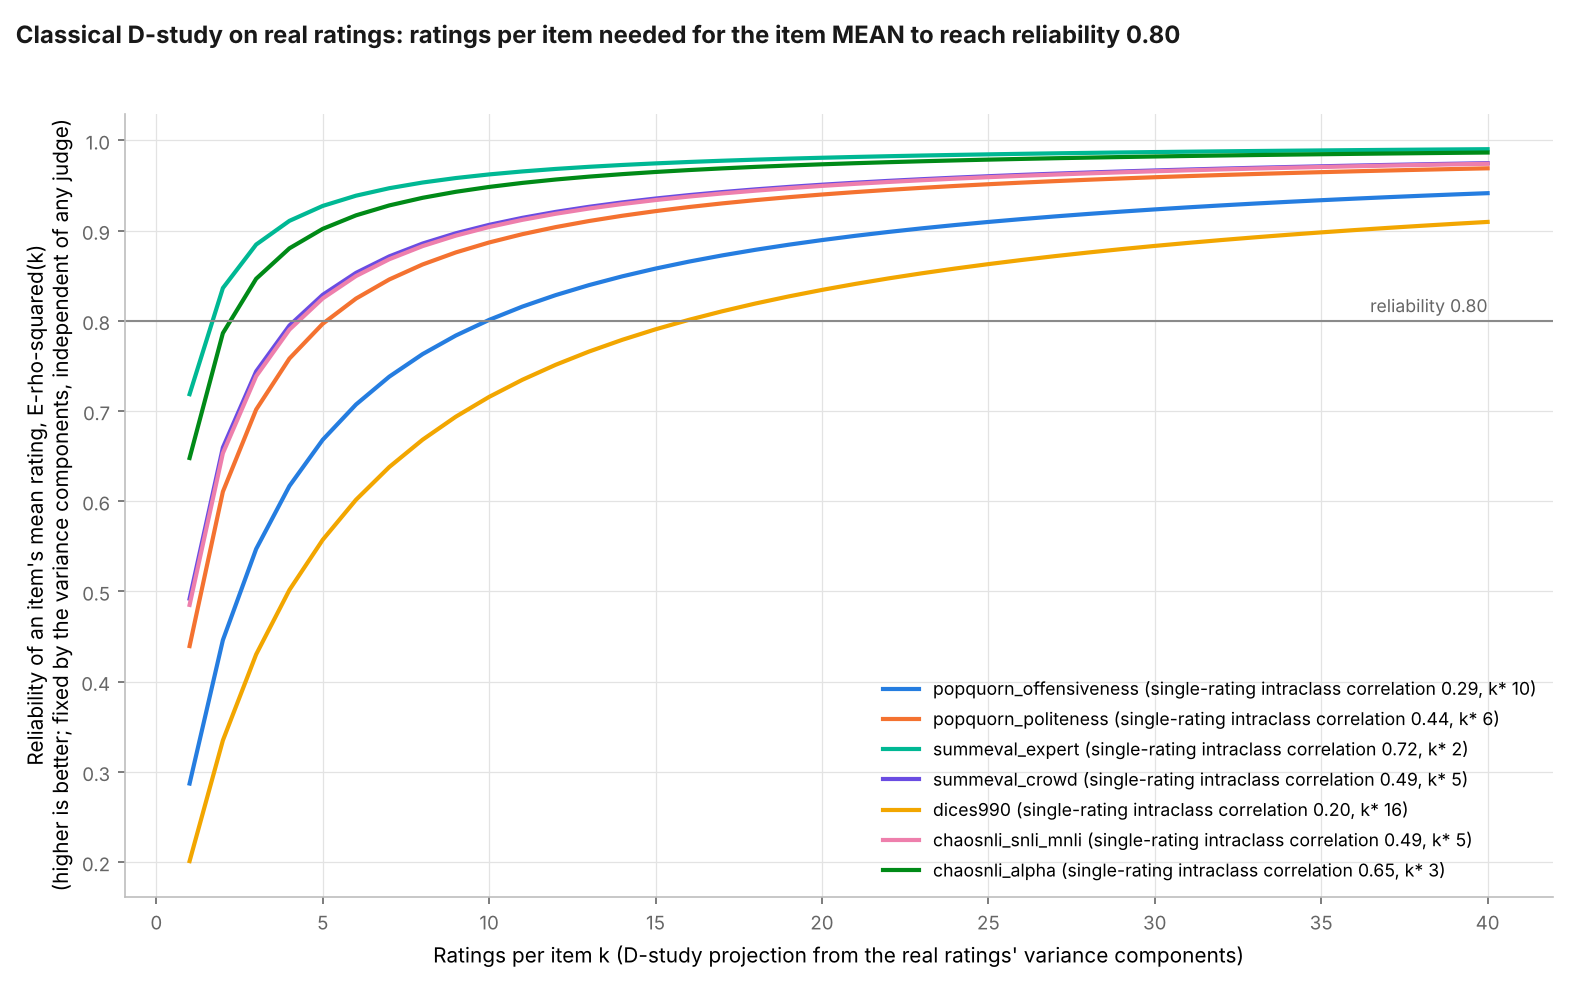 Classical D-study on real ratings: ratings per item needed for the item MEAN to reach reliability 0.80
Reliability of an item's mean rating, E-rho-squared(k)
(higher is better; fixed by the variance components, independent of any judge)
1.0
0.9
0.8
0.7
0.6
0.5
0.4
0.3
0.2
reliability 0.80
popquorn_offensiveness (single-rating intraclass correlation 0.29, k* 10)
popquorn_politeness (single-rating intraclass correlation 0.44, k* 6)
summeval_expert (single-rating intraclass correlation 0.72, k* 2)
summeval_crowd (single-rating intraclass correlation 0.49, k* 5)
dices990 (single-rating intraclass correlation 0.20, k* 16)
chaosnli_snli_mnli (single-rating intraclass correlation 0.49, k* 5)
chaosnli_alpha (single-rating intraclass correlation 0.65, k* 3)
0 5 10 15 20 25 30 35 40
Ratings per item k (D-study projection from the real ratings' variance components)